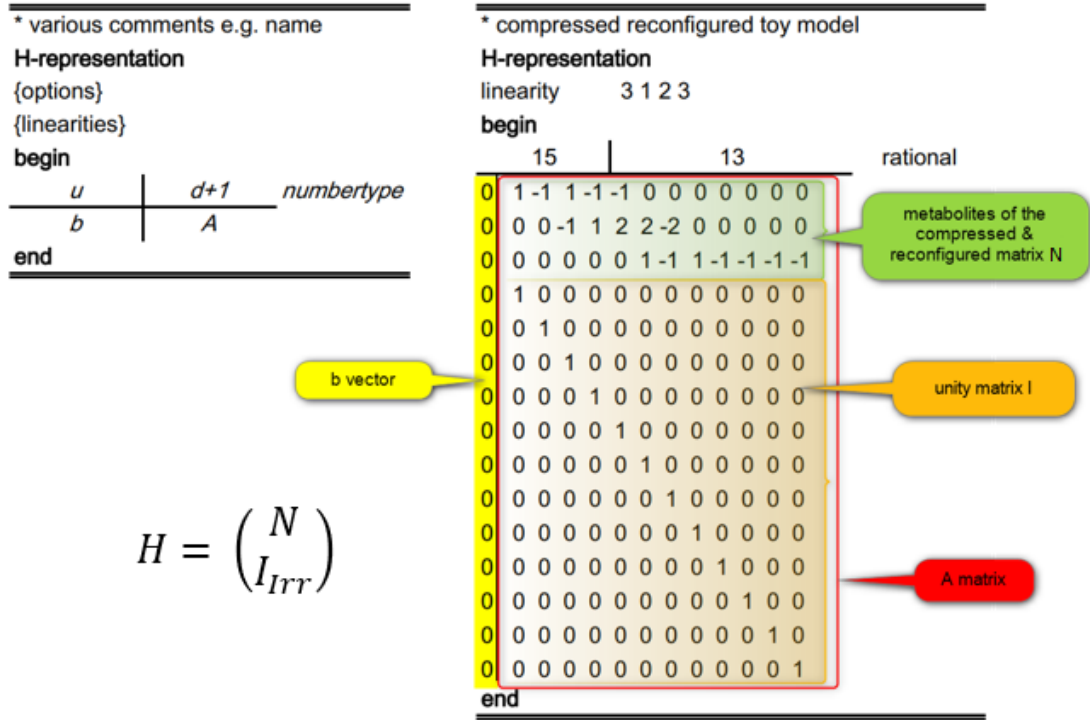 * various comments e.g. name
H-representation
{options}
{linearities}
begin
u d+1 numbertype
b A
end
H = ( N
I_Irr )
* compressed reconfigured toy model
H-representation
linearity 3 1 2 3
begin
15 13 rational
0 1 -1 1 -1 -1 0 0 0 0 0 0 0
0 0 0 -1 1 2 2 -2 0 0 0 0 0
0 0 0 0 0 0 1 -1 1 -1 -1 -1 -1
0 1 0 0 0 0 0 0 0 0 0 0 0
0 0 1 0 0 0 0 0 0 0 0 0 0
0 0 0 1 0 0 0 0 0 0 0 0 0
0 0 0 0 1 0 0 0 0 0 0 0 0
0 0 0 0 0 1 0 0 0 0 0 0 0
0 0 0 0 0 0 1 0 0 0 0 0 0
0 0 0 0 0 0 0 1 0 0 0 0 0
0 0 0 0 0 0 0 0 1 0 0 0 0
0 0 0 0 0 0 0 0 0 1 0 0 0
0 0 0 0 0 0 0 0 0 0 1 0 0
0 0 0 0 0 0 0 0 0 0 0 1 0
0 0 0 0 0 0 0 0 0 0 0 0 1
end
b vector
metabolites of the
compressed &
reconfigured matrix N
unity matrix I
A matrix